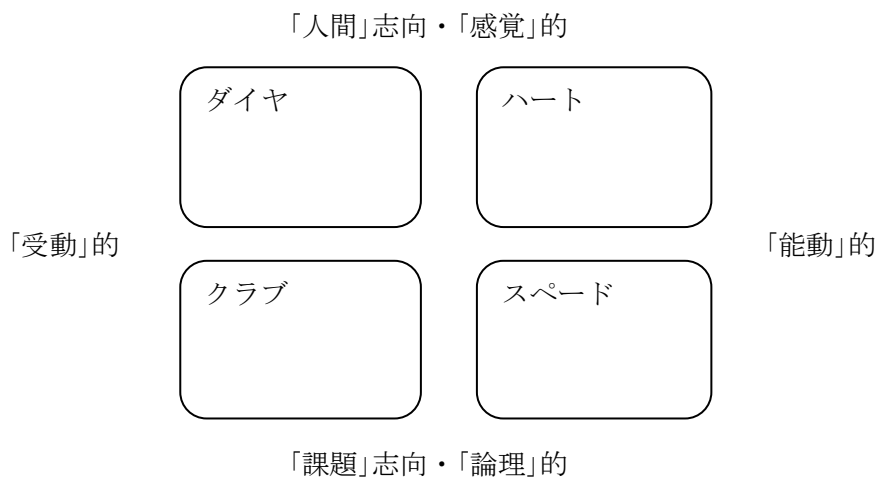 「人間」志向・「感覚」的
ダイヤ
ハート
「受動」的
「能動」的
クラブ
スペード
「課題」志向・「論理」的